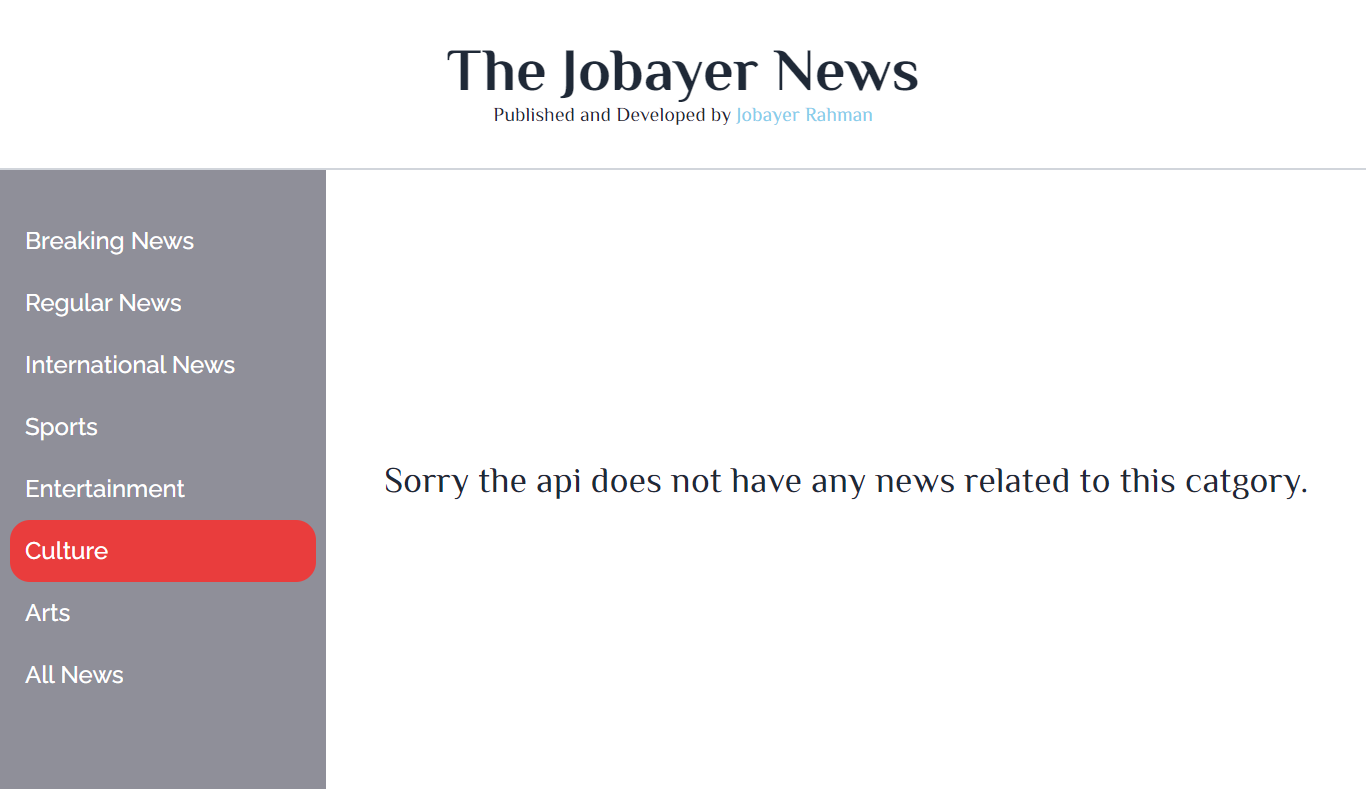 The Jobayer News
Published and Developed by Jobayer Rahman
Breaking News
Regular News
International News
Sports
Entertainment
Culture
Arts
All News
Sorry the api does not have any news related to this catgory.